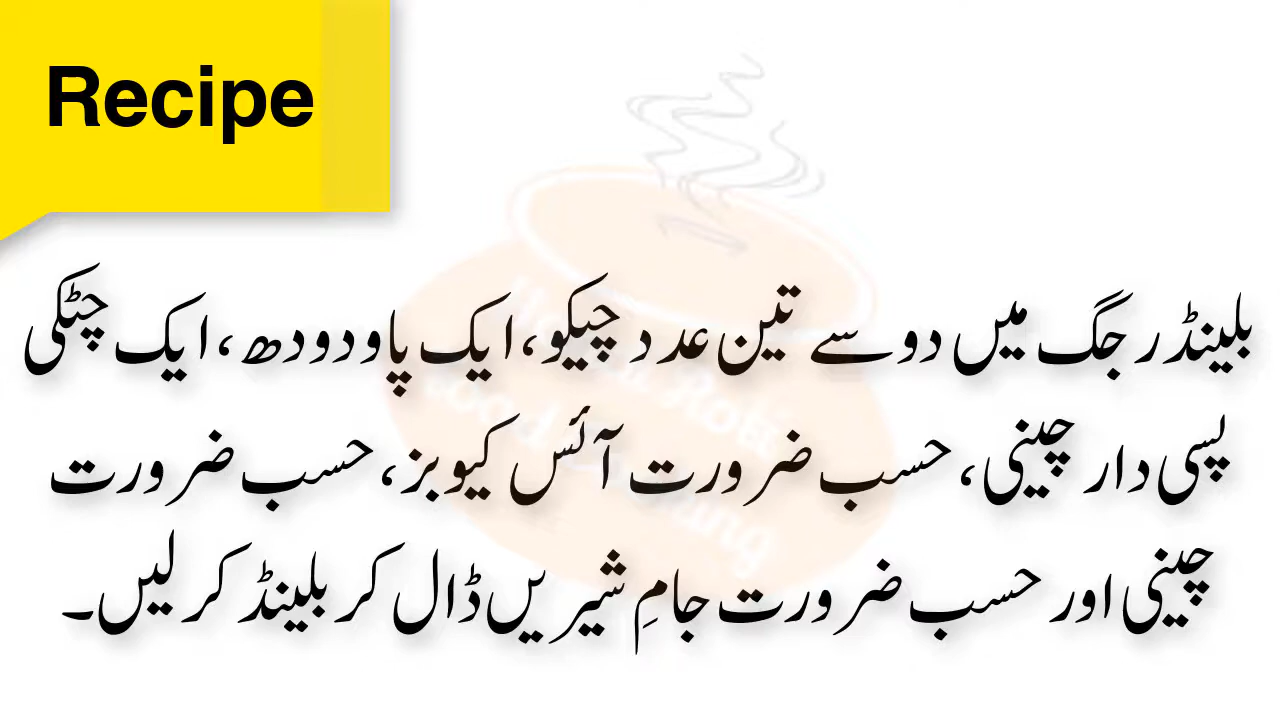 Recipe
بلینڈر جگ میں دو سے تین عدد چیکو، ایک پاو دودھ، ایک چٹکی
پسی دار چینی، حسب ضرورت آئس کیوبز، حسب ضرورت
چینی اور حسب ضرورت جامِ شیریں ڈال کر بلینڈ کر لیں۔